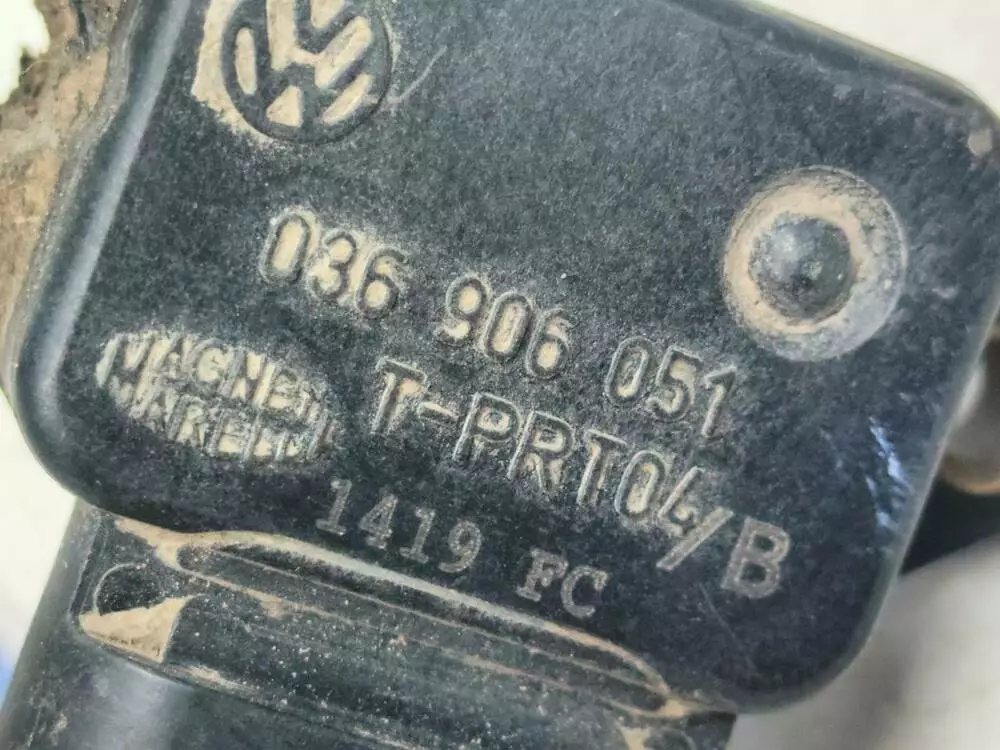 036 906 051
MAGNETI
MARELLI
T-PRT04/B
1419 FC